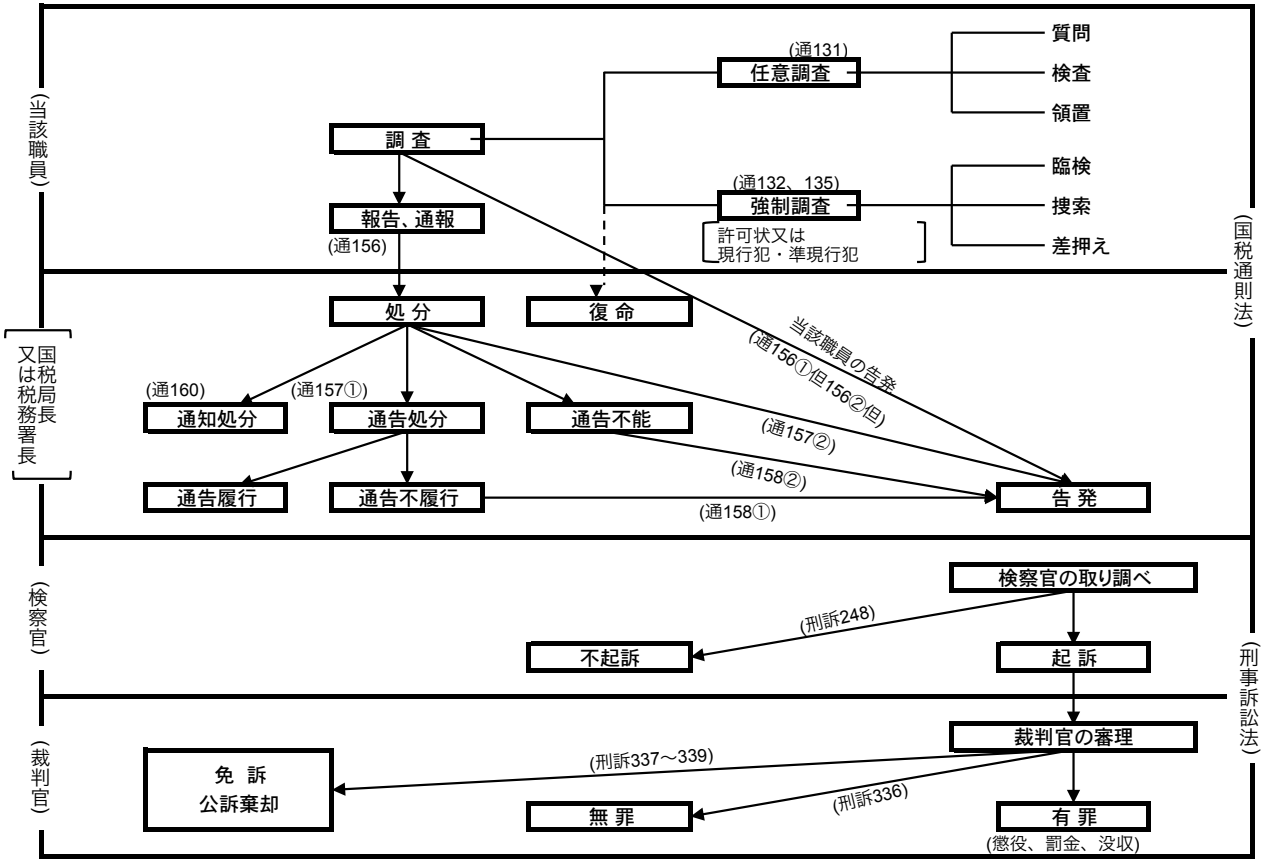 (当該職員)
(通131)
任意調査
質問
検査
領置
調 査
(通132、135)
強制調査
許可状又は
現行犯・準現行犯
臨検
捜索
差押え
報告、通報
(通156)
(国税通則法)
国税局長
又は税務署長
処 分
復 命
当該職員の告発
(通156①但156②但)
(通160)
通知処分
(通157①)
通告処分
通告不能
(通157②)
(通158②)
通告履行
通告不履行
(通158①)
告 発
(検察官)
検察官の取り調べ
(刑訴248)
不起訴
起 訴
(刑事訴訟法)
(裁判官)
裁判官の審理
(刑訴337～339)
免 訴
公訴棄却
(刑訴336)
無 罪
有 罪
(懲役、罰金、没収)